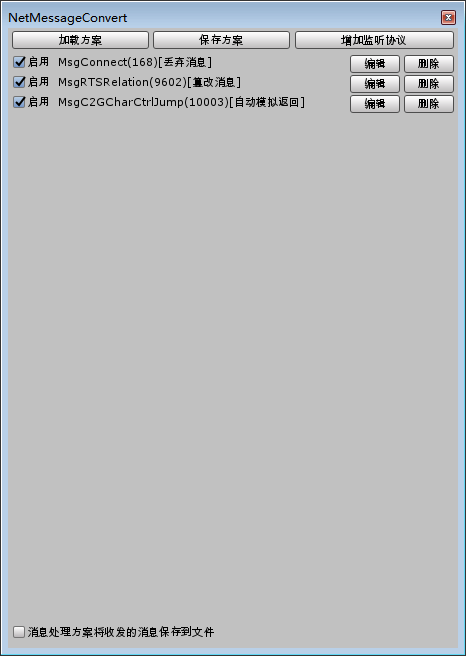 NetMessageConvert
加载方案 保存方案 增加监听协议
启用 MsgConnect(168)[丢弃消息] 编辑 删除
启用 MsgRTSRelation(9602)[篡改消息] 编辑 删除
启用 MsgC2GCharCtrlJump(10003)[自动模拟返回] 编辑 删除
消息处理方案将收发的消息保存到文件